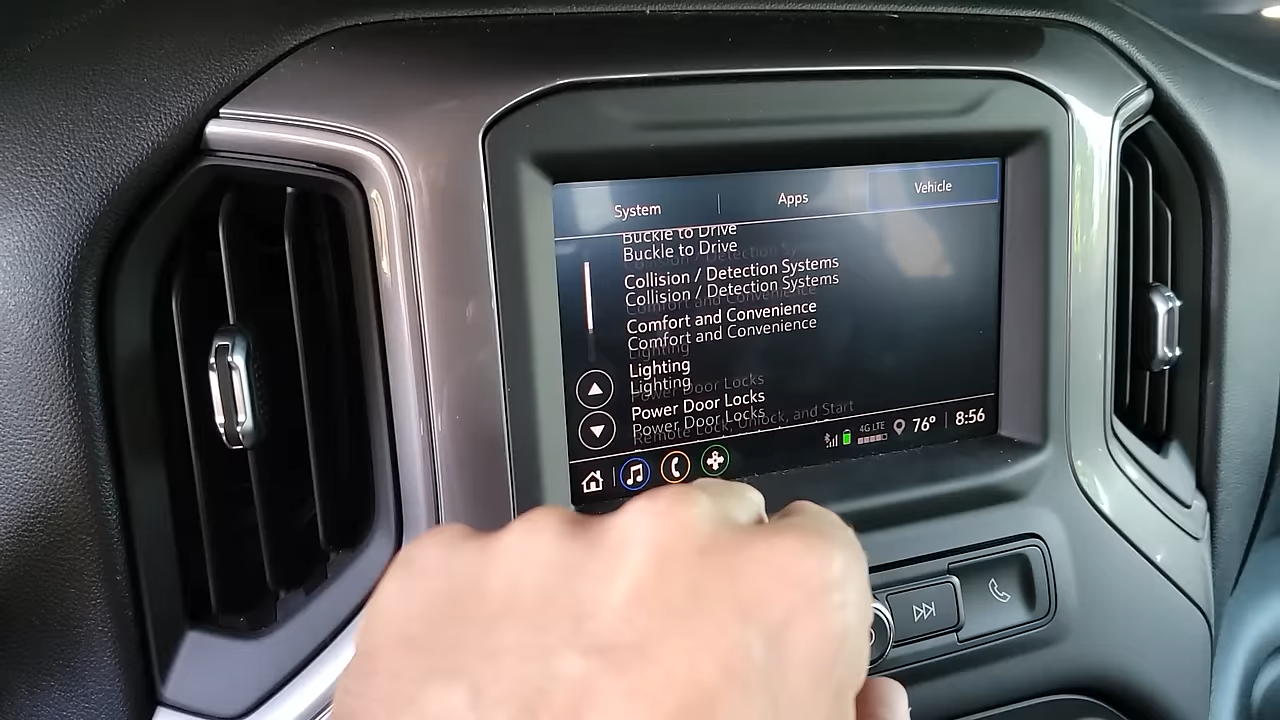 System
Apps
Vehicle
Buckle to Drive
Buckle to Drive
Collision / Detection Systems
Collision / Detection Systems
Comfort and Convenience
Comfort and Convenience
Lighting
Lighting
Power Door Locks
Power Door Locks
Remote Lock, Unlock, and Start
4G LTE
76°
8:56